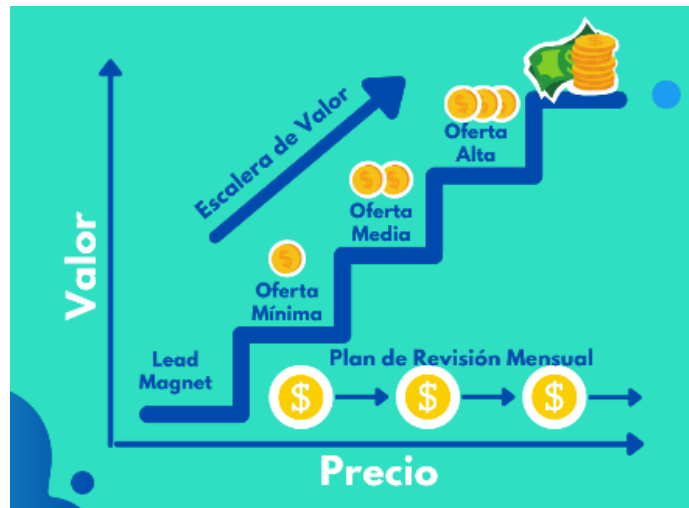 Escalera de Valor
Oferta
Alta
Oferta
Media
Oferta
Mínima
Lead
Magnet
Plan de Revisión Mensual
$ $ $
Valor
Precio